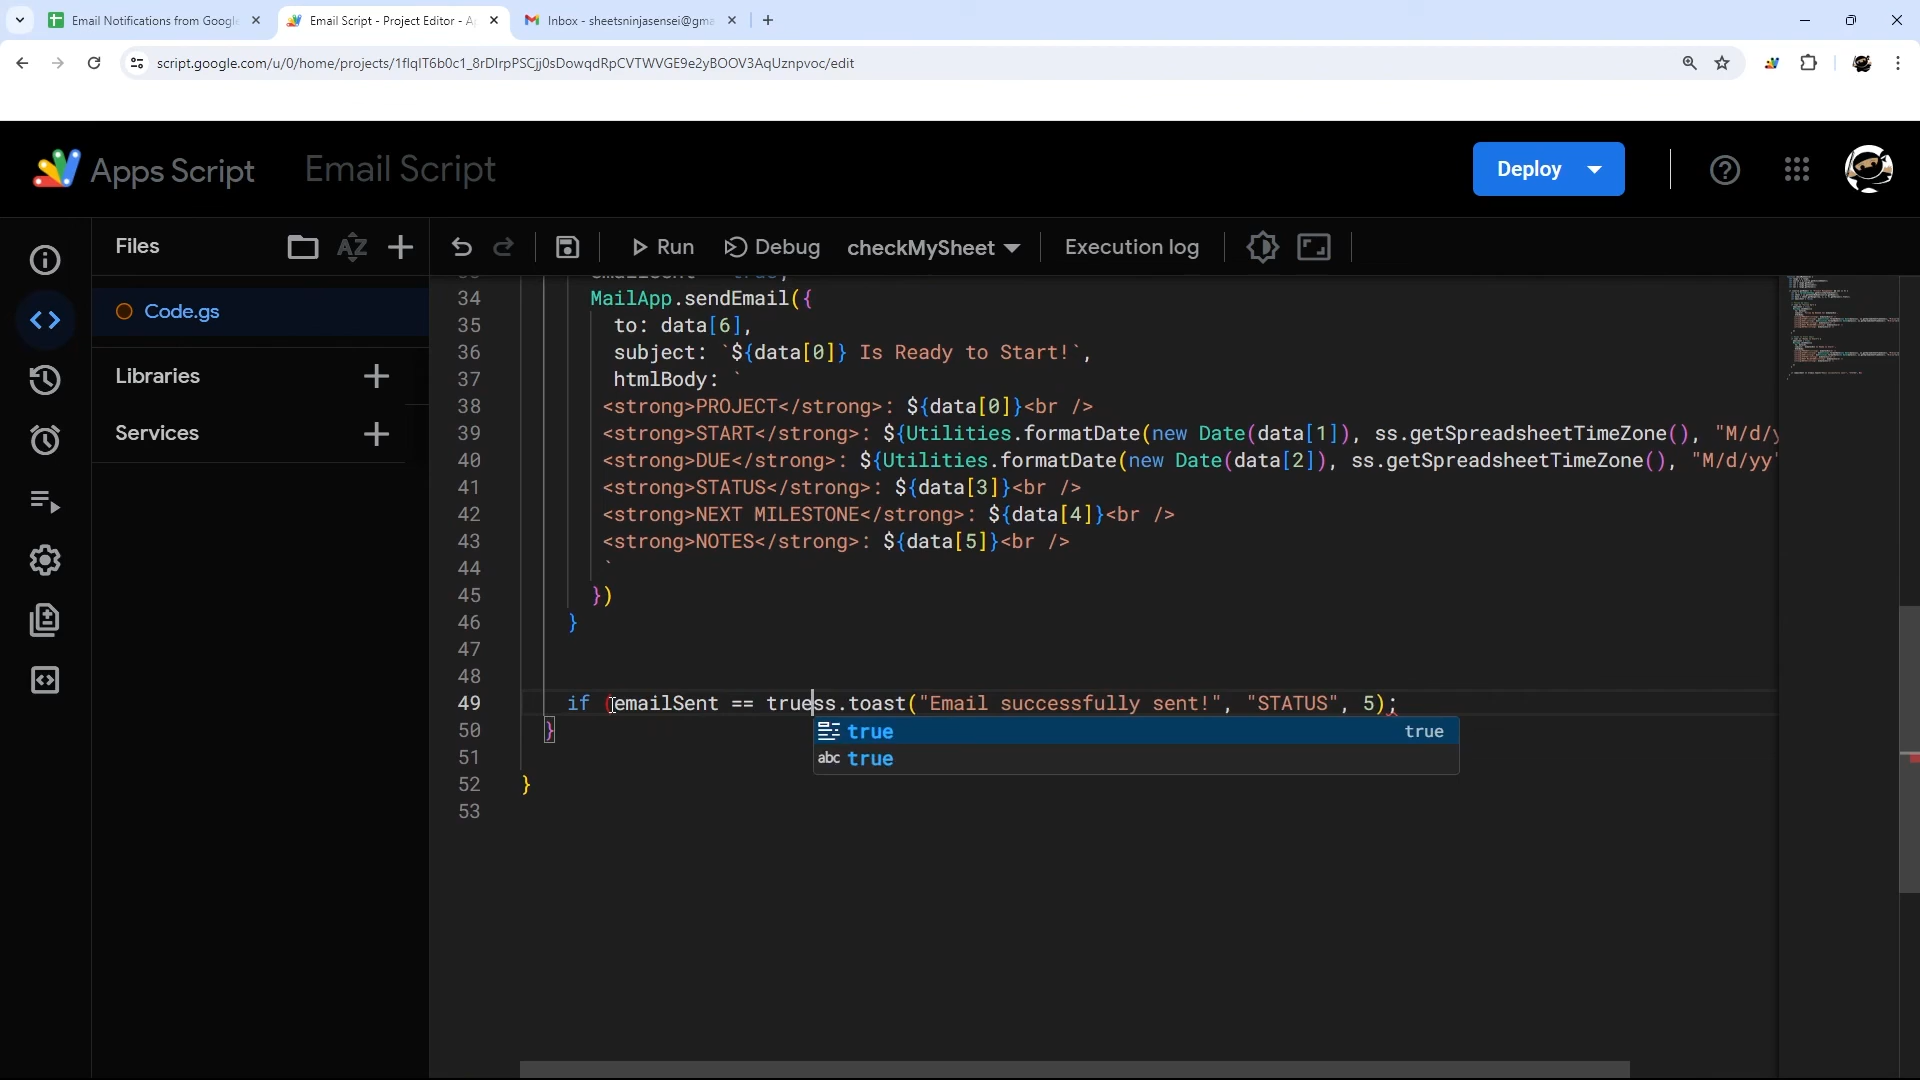 Email Notifications from Google
Email Script - Project Editor - A
Inbox - sheetsninjasensei@gma
script.google.com/u/0/home/projects/1flqIT6b0c1_8rDIrpPSCjj0sDowqdRpCVTWVGE9e2yBOOV3AqUznpvoc/edit
Apps Script
Email Script
Deploy
Files
AZ
Run
Debug
checkMySheet
Execution log
Code.gs
Libraries
Services
34 MailApp.sendEmail({
35 to: data[6],
36 subject: `${data[0]} Is Ready to Start!`,
37 htmlBody: `
38 <strong>PROJECT</strong>: ${data[0]}<br />
39 <strong>START</strong>: ${Utilities.formatDate(new Date(data[1]), ss.getSpreadsheetTimeZone(), "M/d/y
40 <strong>DUE</strong>: ${Utilities.formatDate(new Date(data[2]), ss.getSpreadsheetTimeZone(), "M/d/yy"
41 <strong>STATUS</strong>: ${data[3]}<br />
42 <strong>NEXT MILESTONE</strong>: ${data[4]}<br />
43 <strong>NOTES</strong>: ${data[5]}<br />
44 `
45 })
46 }
47
48
49 if (emailSent == truess.toast("Email successfully sent!", "STATUS", 5);
50 }
true true
abc true
51
52 }
53